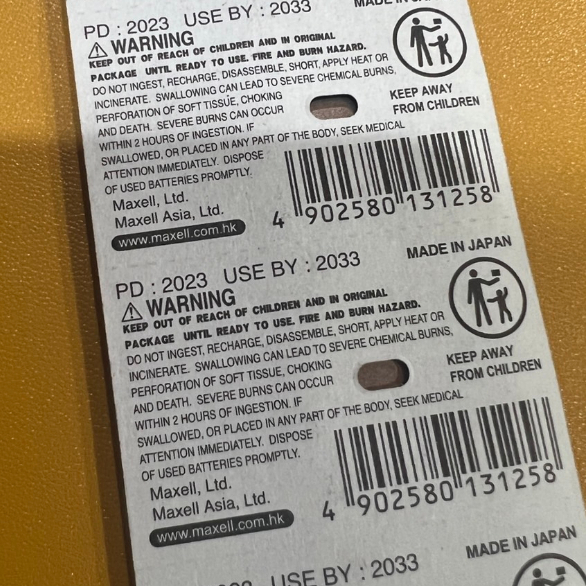 MADE IN
PD : 2023 USE BY : 2033
WARNING
KEEP OUT OF REACH OF CHILDREN AND IN ORIGINAL
PACKAGE UNTIL READY TO USE. FIRE AND BURN HAZARD.
DO NOT INGEST, RECHARGE, DISASSEMBLE, SHORT, APPLY HEAT OR
INCINERATE. SWALLOWING CAN LEAD TO SEVERE CHEMICAL BURNS,
PERFORATION OF SOFT TISSUE, CHOKING
AND DEATH. SEVERE BURNS CAN OCCUR
WITHIN 2 HOURS OF INGESTION. IF
SWALLOWED, OR PLACED IN ANY PART OF THE BODY, SEEK MEDICAL
ATTENTION IMMEDIATELY. DISPOSE
OF USED BATTERIES PROMPTLY.
KEEP AWAY
FROM CHILDREN
Maxell, Ltd.
Maxell Asia, Ltd.
www.maxell.com.hk
4 902580 131258
MADE IN JAPAN
PD : 2023 USE BY : 2033
WARNING
KEEP OUT OF REACH OF CHILDREN AND IN ORIGINAL
PACKAGE UNTIL READY TO USE. FIRE AND BURN HAZARD.
DO NOT INGEST, RECHARGE, DISASSEMBLE, SHORT, APPLY HEAT OR
INCINERATE. SWALLOWING CAN LEAD TO SEVERE CHEMICAL BURNS,
PERFORATION OF SOFT TISSUE, CHOKING
AND DEATH. SEVERE BURNS CAN OCCUR
WITHIN 2 HOURS OF INGESTION. IF
SWALLOWED, OR PLACED IN ANY PART OF THE BODY, SEEK MEDICAL
ATTENTION IMMEDIATELY. DISPOSE
OF USED BATTERIES PROMPTLY.
KEEP AWAY
FROM CHILDREN
Maxell, Ltd.
Maxell Asia, Ltd.
www.maxell.com.hk
4 902580 131258
MADE IN JAPAN
USE BY : 2033